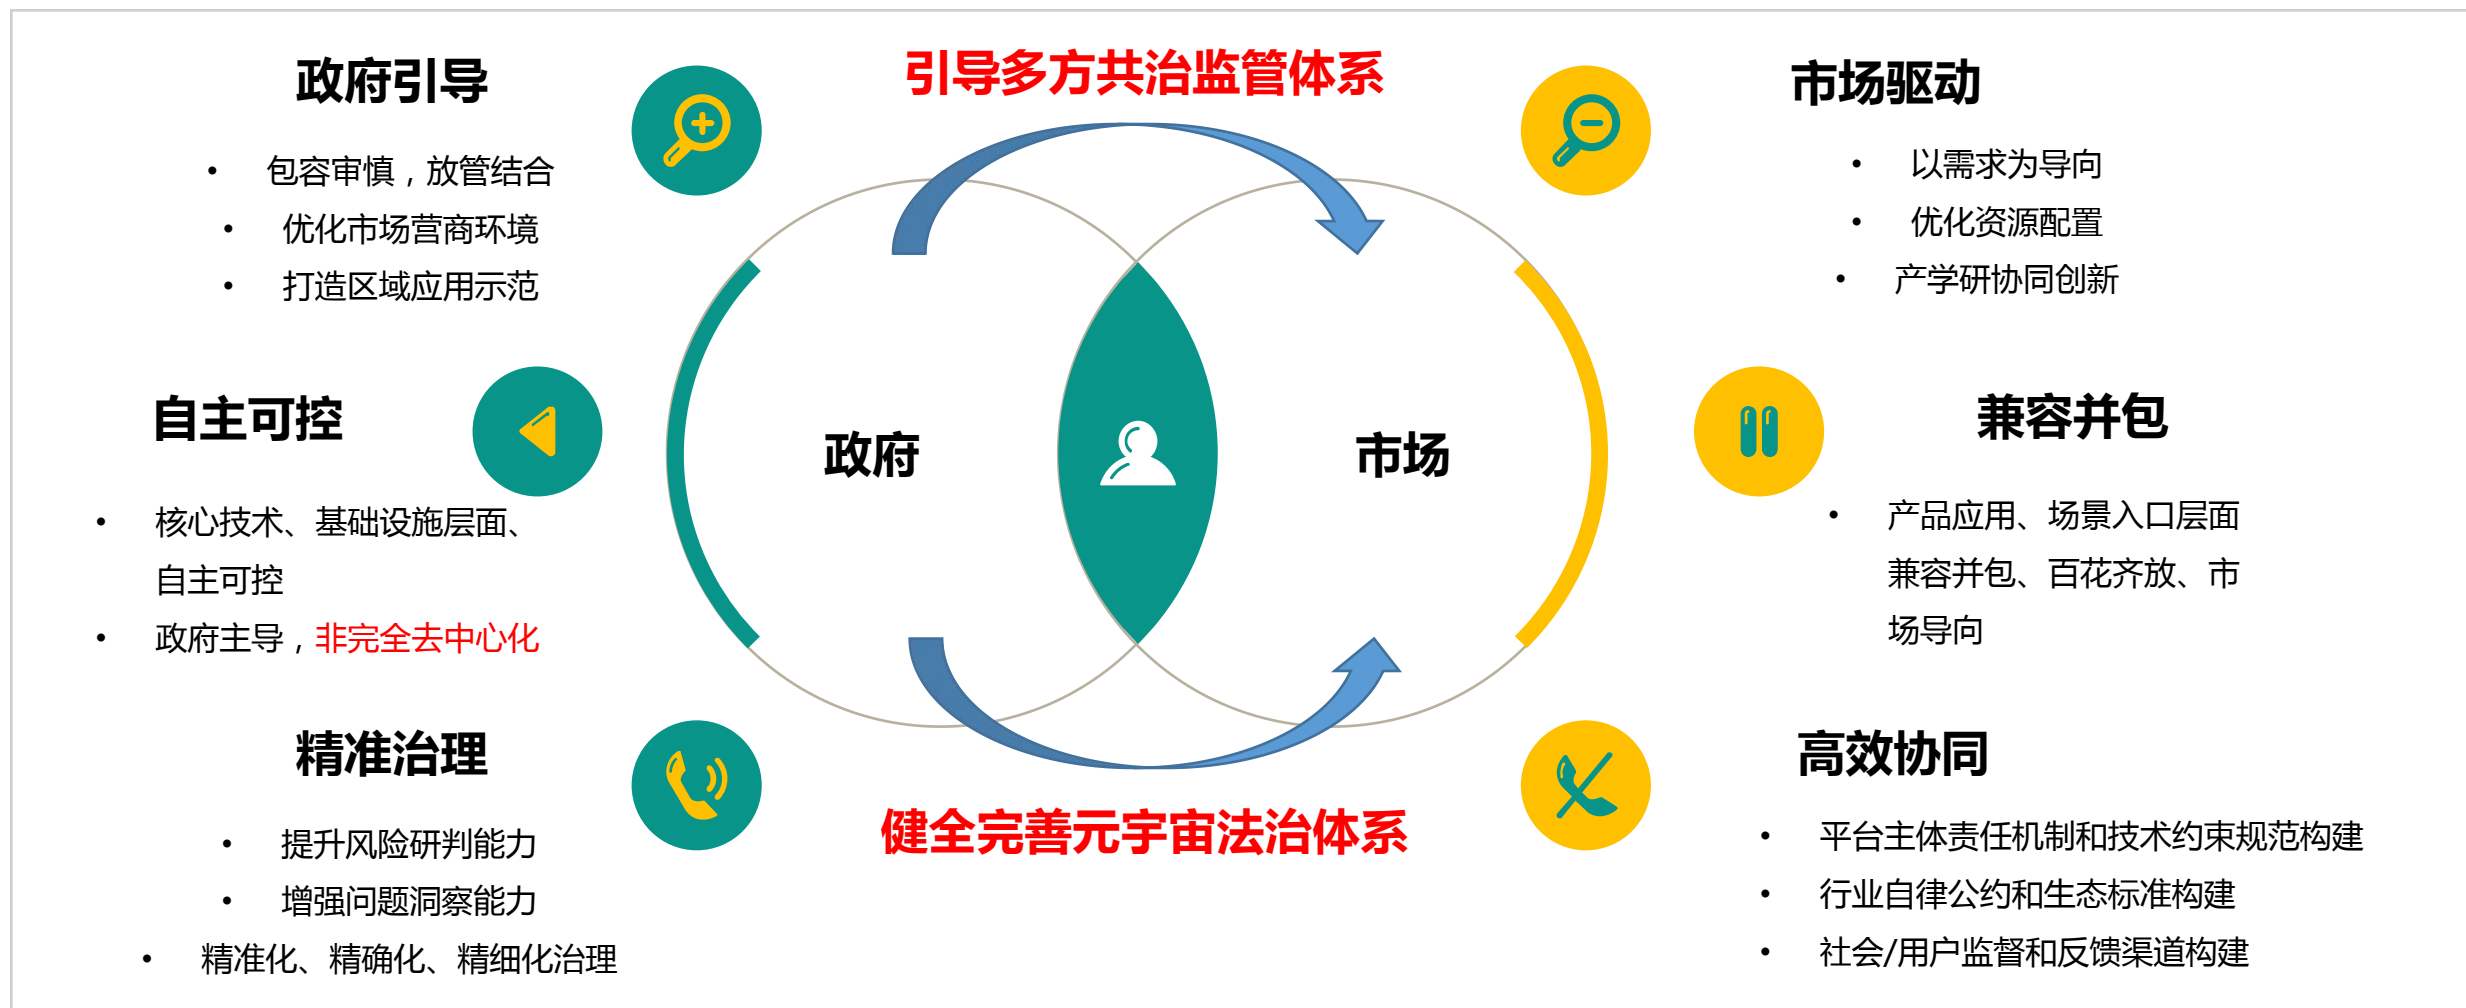 引导多方共治监管体系
政府引导
• 包容审慎，放管结合
• 优化市场营商环境
• 打造区域应用示范
自主可控
• 核心技术、基础设施层面、
自主可控
• 政府主导，非完全去中心化
精准治理
• 提升风险研判能力
• 增强问题洞察能力
• 精准化、精确化、精细化治理
政府
市场
健全完善元宇宙法治体系
市场驱动
• 以需求为导向
• 优化资源配置
• 产学研协同创新
兼容并包
• 产品应用、场景入口层面
兼容并包、百花齐放、市
场导向
高效协同
• 平台主体责任机制和技术约束规范构建
• 行业自律公约和生态标准构建
• 社会/用户监督和反馈渠道构建